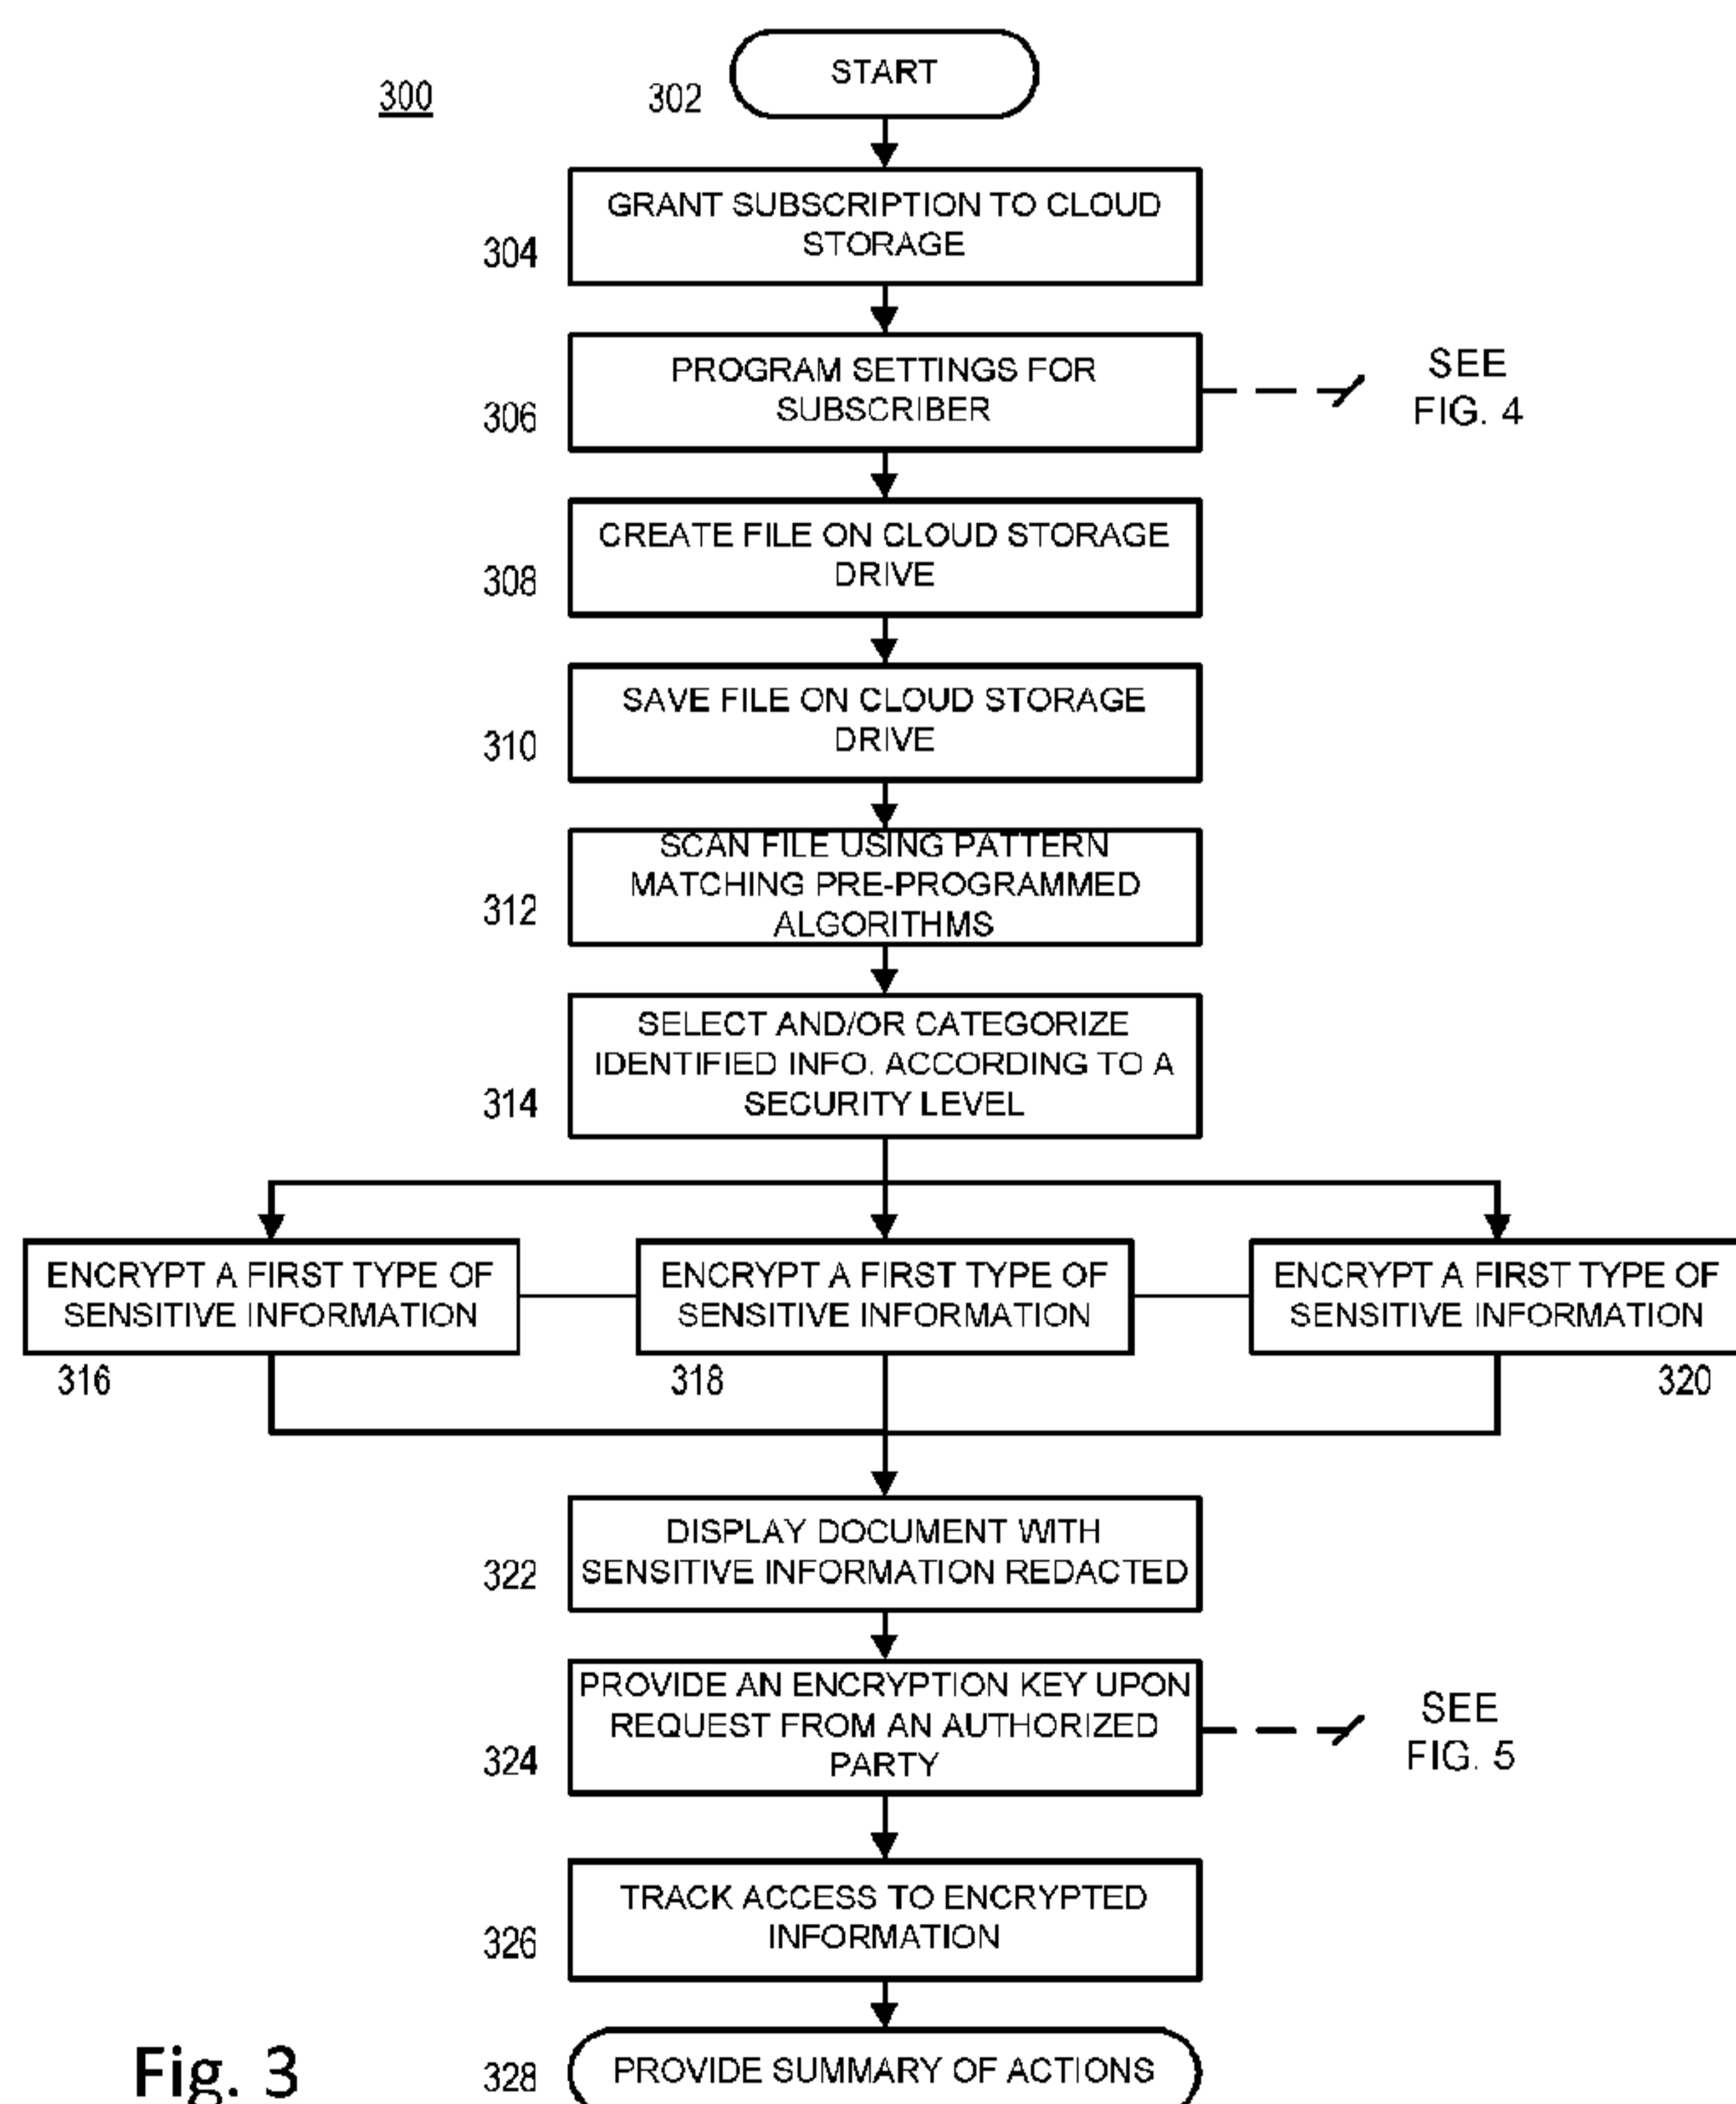 START
300
302
GRANT SUBSCRIPTION TO CLOUD
STORAGE
304
PROGRAM SETTINGS FOR
SUBSCRIBER
306
SEE
FIG. 4
CREATE FILE ON CLOUD STORAGE
DRIVE
308
SAVE FILE ON CLOUD STORAGE
DRIVE
310
SCAN FILE USING PATTERN
MATCHING PRE-PROGRAMMED
ALGORITHMS
312
SELECT AND/OR CATEGORIZE
IDENTIFIED INFO. ACCORDING TO A
SECURITY LEVEL
314
ENCRYPT A FIRST TYPE OF
SENSITIVE INFORMATION
316
ENCRYPT A FIRST TYPE OF
SENSITIVE INFORMATION
318
ENCRYPT A FIRST TYPE OF
SENSITIVE INFORMATION
320
DISPLAY DOCUMENT WITH
SENSITIVE INFORMATION REDACTED
322
PROVIDE AN ENCRYPTION KEY UPON
REQUEST FROM AN AUTHORIZED
PARTY
324
SEE
FIG. 5
TRACK ACCESS TO ENCRYPTED
INFORMATION
326
PROVIDE SUMMARY OF ACTIONS
328
Fig. 3